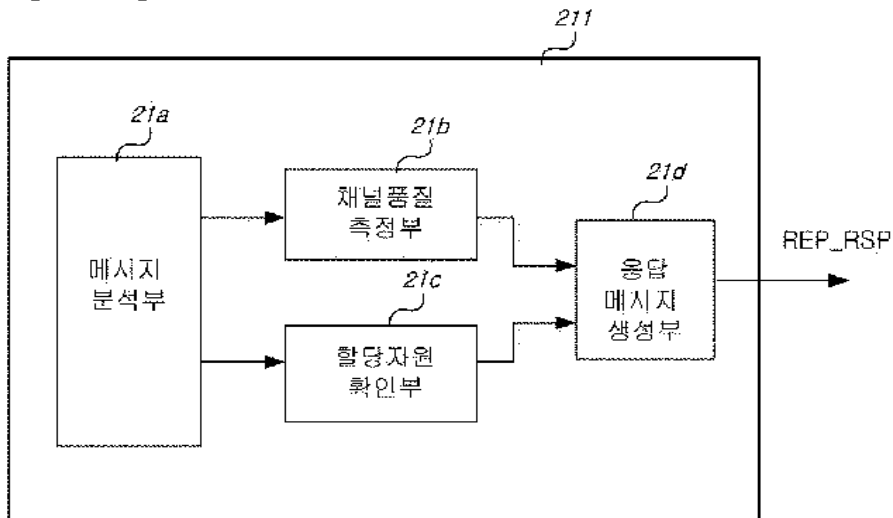 211
21a
21b
21d
채널품질
측정부
REP_RSP
메시지
분석부
응답
메시지
생성부
21c
할당자원
확인부